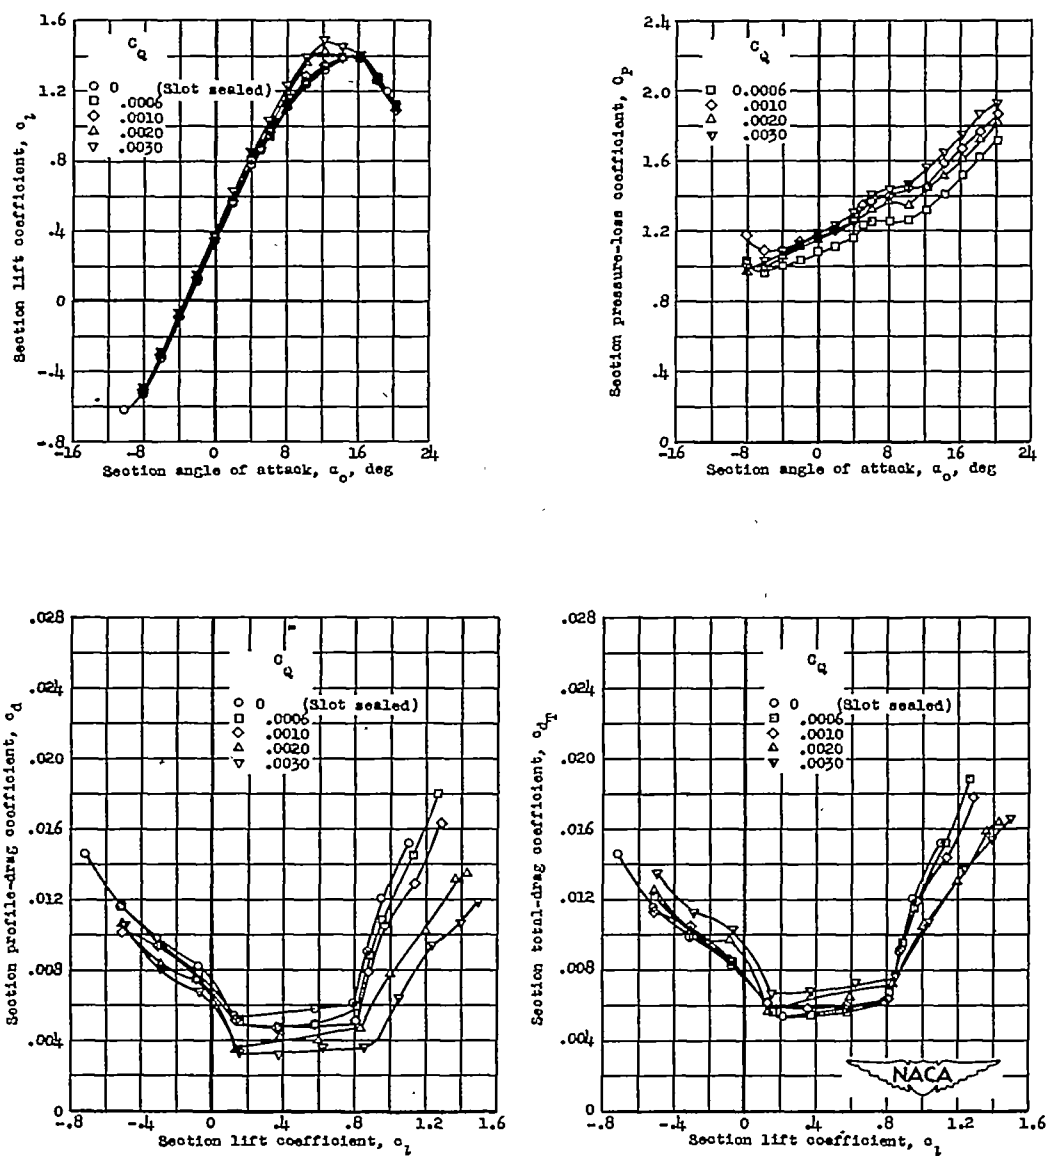 1.6
1.2
.8
.4
0
-.4
-.8
Section lift coefficient, c_l
C_Q
0 (Slot sealed)
.0006
.0010
.0020
.0030
-16 -8 0 8 16 24
Section angle of attack, α_o, deg
2.4
2.0
1.6
1.2
.8
.4
0
Section pressure-loss coefficient, C_P
C_Q
0.0006
.0010
.0020
.0030
-16 -8 0 8 16 24
Section angle of attack, α_o, deg
.028
.024
.020
.016
.012
.008
.004
0
Section profile-drag coefficient, c_d
C_Q
0 (Slot sealed)
.0006
.0010
.0020
.0030
-.8 -.4 0 .4 .8 1.2 1.6
Section lift coefficient, c_l
.028
.024
.020
.016
.012
.008
.004
0
Section total-drag coefficient, c_d_T
C_Q
0 (Slot sealed)
.0006
.0010
.0020
.0030
NACA
-.8 -.4 0 .4 .8 1.2 1.6
Section lift coefficient, c_l